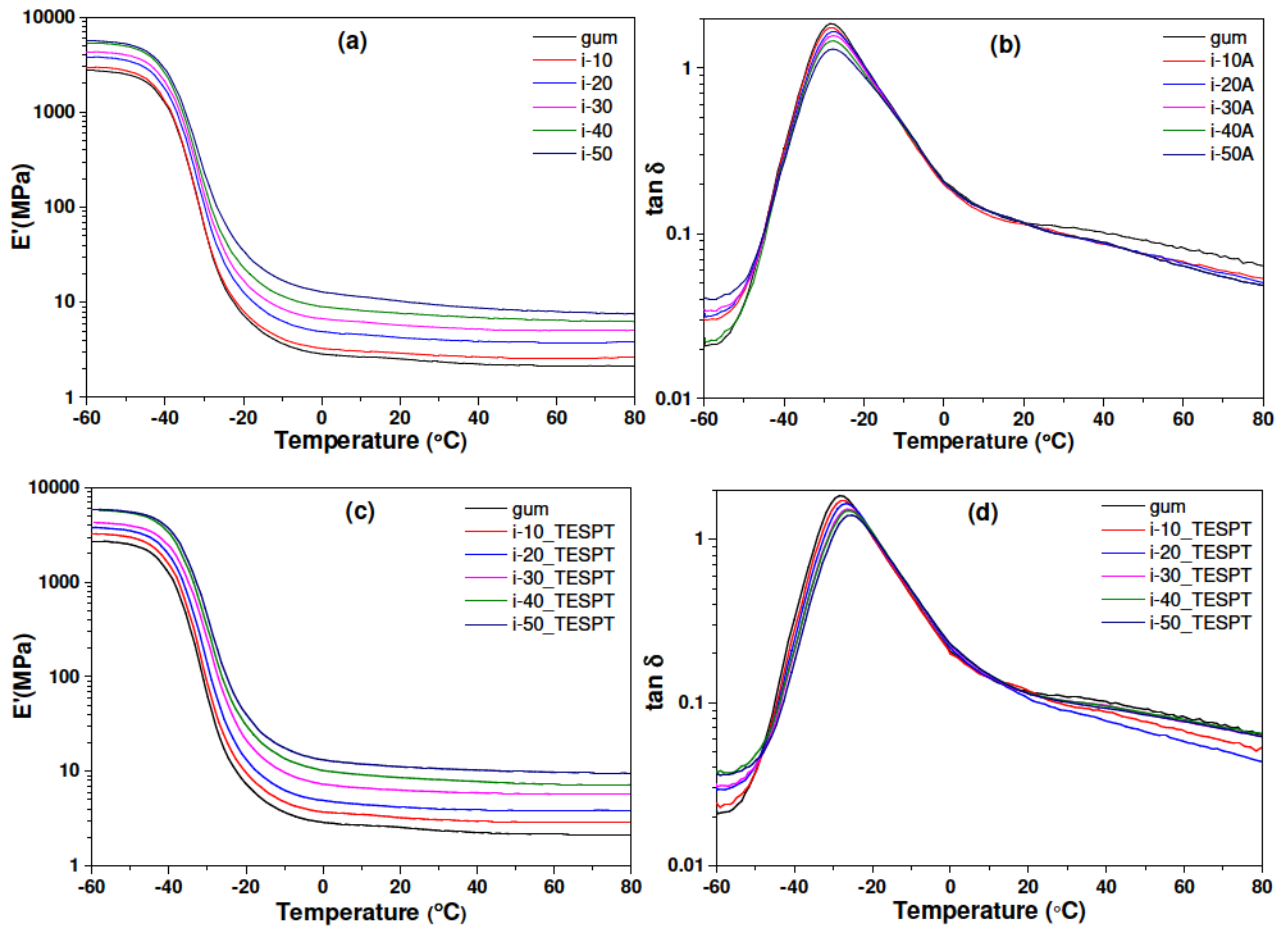 (a)
gum
i-10
i-20
i-30
i-40
i-50
10000
1000
100
10
1
E'(MPa)
-60 -40 -20 0 20 40 60 80
Temperature (°C)
(b)
gum
i-10A
i-20A
i-30A
i-40A
i-50A
1
0.1
0.01
tan δ
-60 -40 -20 0 20 40 60 80
Temperature (°C)
(c)
gum
i-10_TESPT
i-20_TESPT
i-30_TESPT
i-40_TESPT
i-50_TESPT
10000
1000
100
10
1
E'(MPa)
-60 -40 -20 0 20 40 60 80
Temperature (°C)
(d)
gum
i-10_TESPT
i-20_TESPT
i-30_TESPT
i-40_TESPT
i-50_TESPT
1
0.1
0.01
tan δ
-60 -40 -20 0 20 40 60 80
Temperature (◦C)